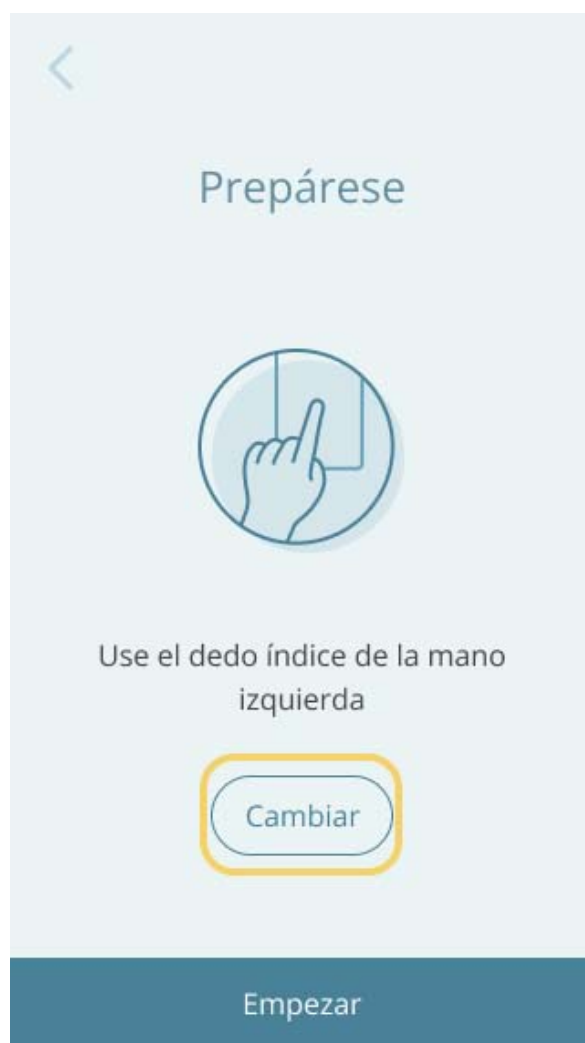 Prepárese
Use el dedo índice de la mano
izquierda
Cambiar
Empezar